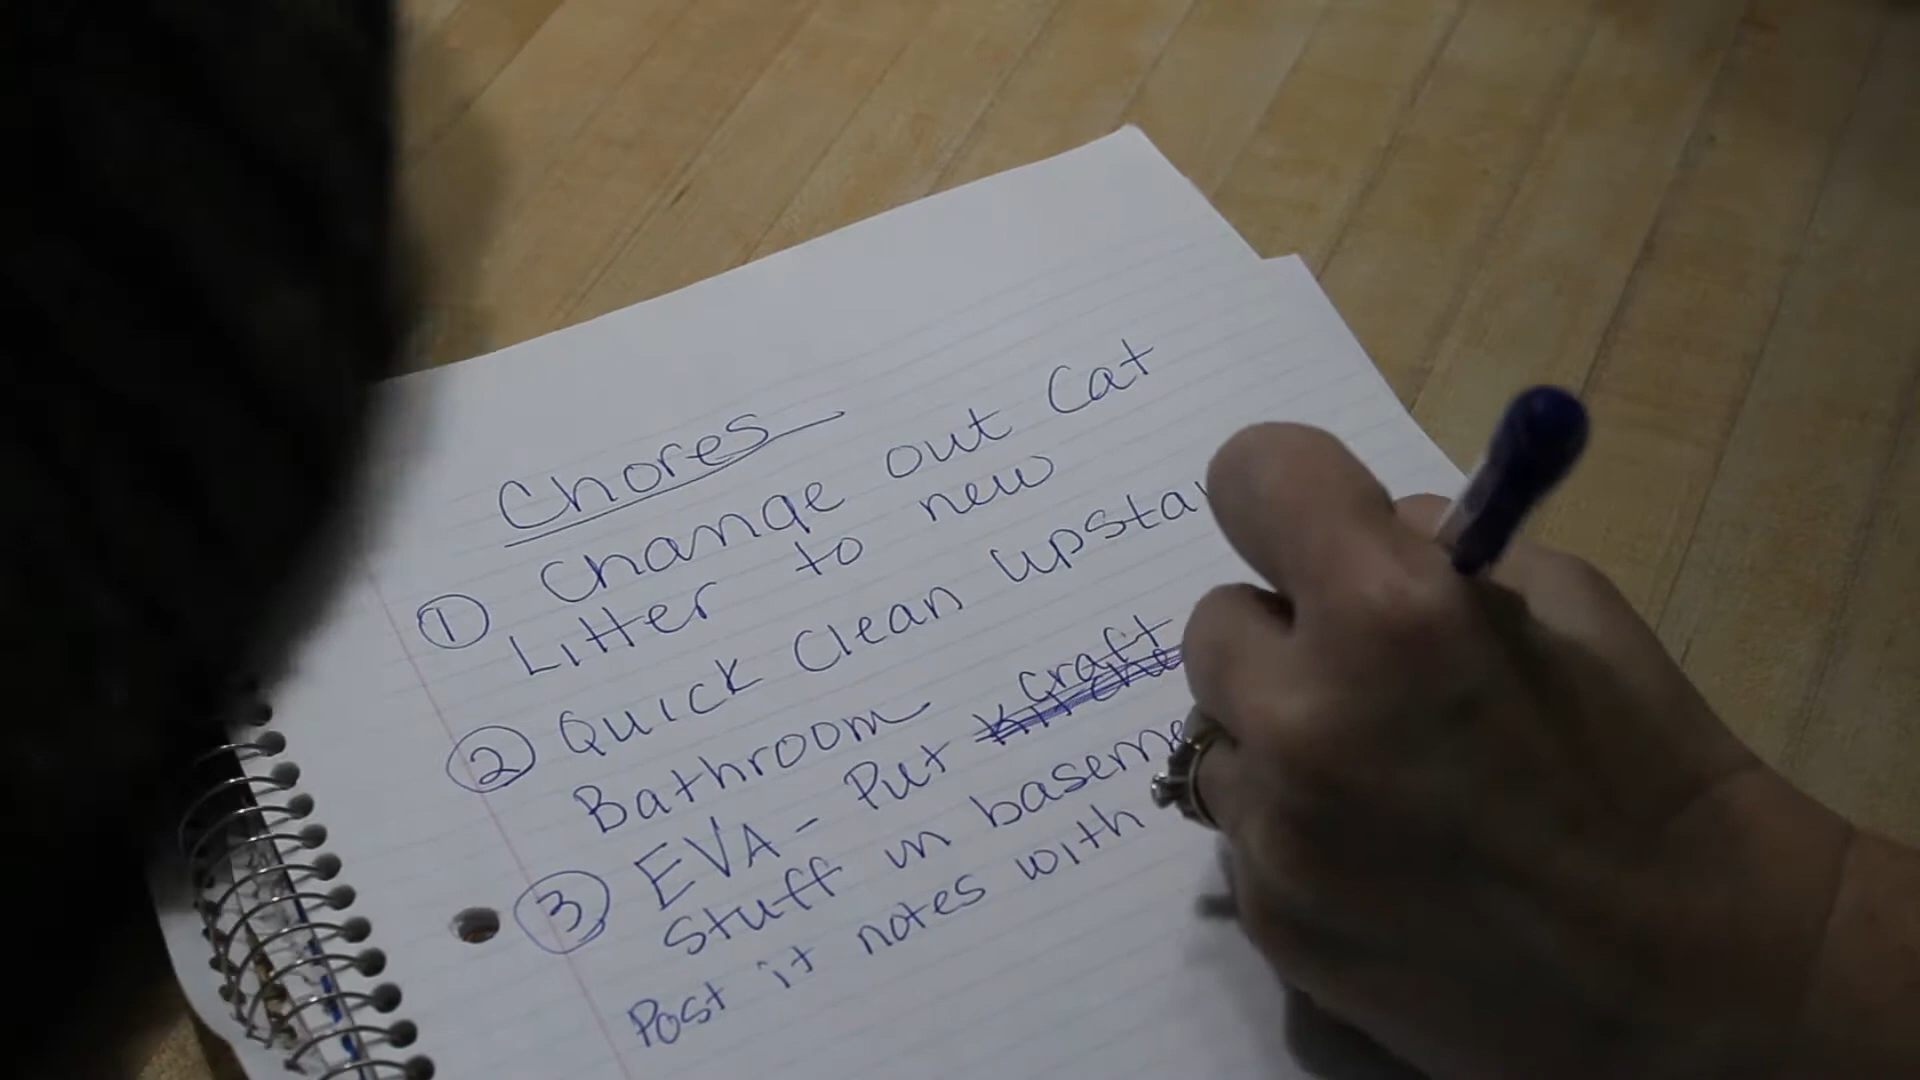 Chores
① Change out Cat
Litter to new
② Quick Clean upsta
Bathroom
craft
③ EVA - Put
Stuff in baseme
Post it notes with